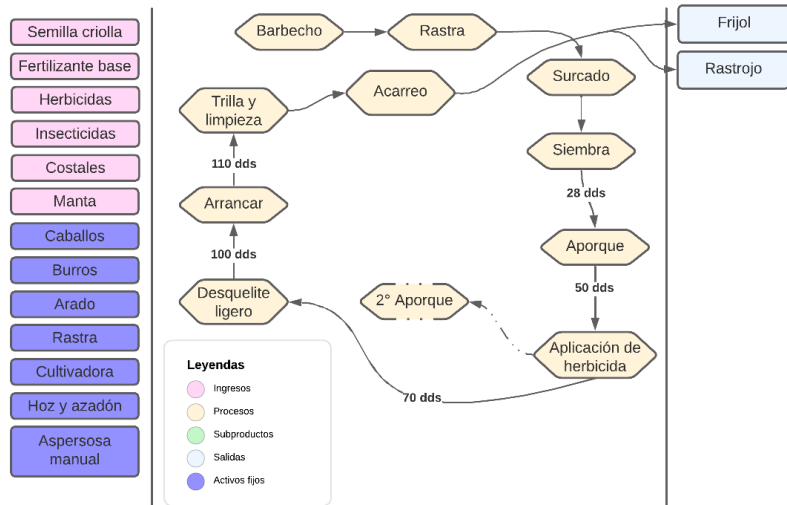 Semilla criolla
Fertilizante base
Herbicidas
Insecticidas
Costales
Manta
Caballos
Burros
Arado
Rastra
Cultivadora
Hoz y azadón
Aspersosa
manual
Barbecho
Rastra
Surcado
Siembra
28 dds
Aporque
50 dds
Aplicación de
herbicida
2° Aporque
70 dds
Desquelite
ligero
100 dds
Arrancar
110 dds
Trilla y
limpieza
Acarreo
Frijol
Rastrojo
Leyendas
Ingresos
Procesos
Subproductos
Salidas
Activos fijos